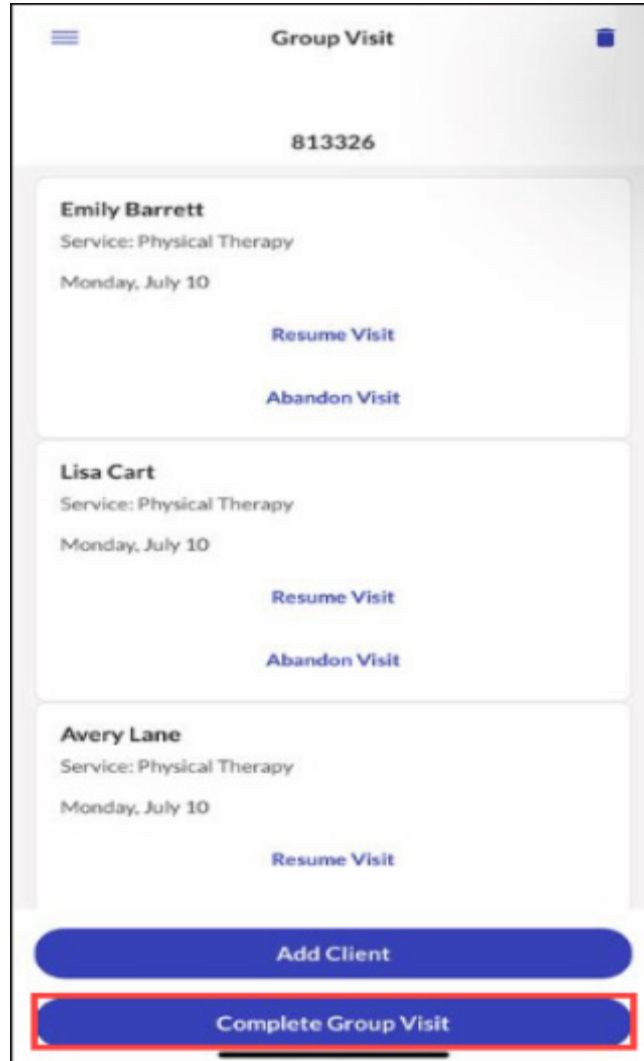 Group Visit
813326
Emily Barrett
Service: Physical Therapy
Monday, July 10
Resume Visit
Abandon Visit
Lisa Cart
Service: Physical Therapy
Monday, July 10
Resume Visit
Abandon Visit
Avery Lane
Service: Physical Therapy
Monday, July 10
Resume Visit
Add Client
Complete Group Visit